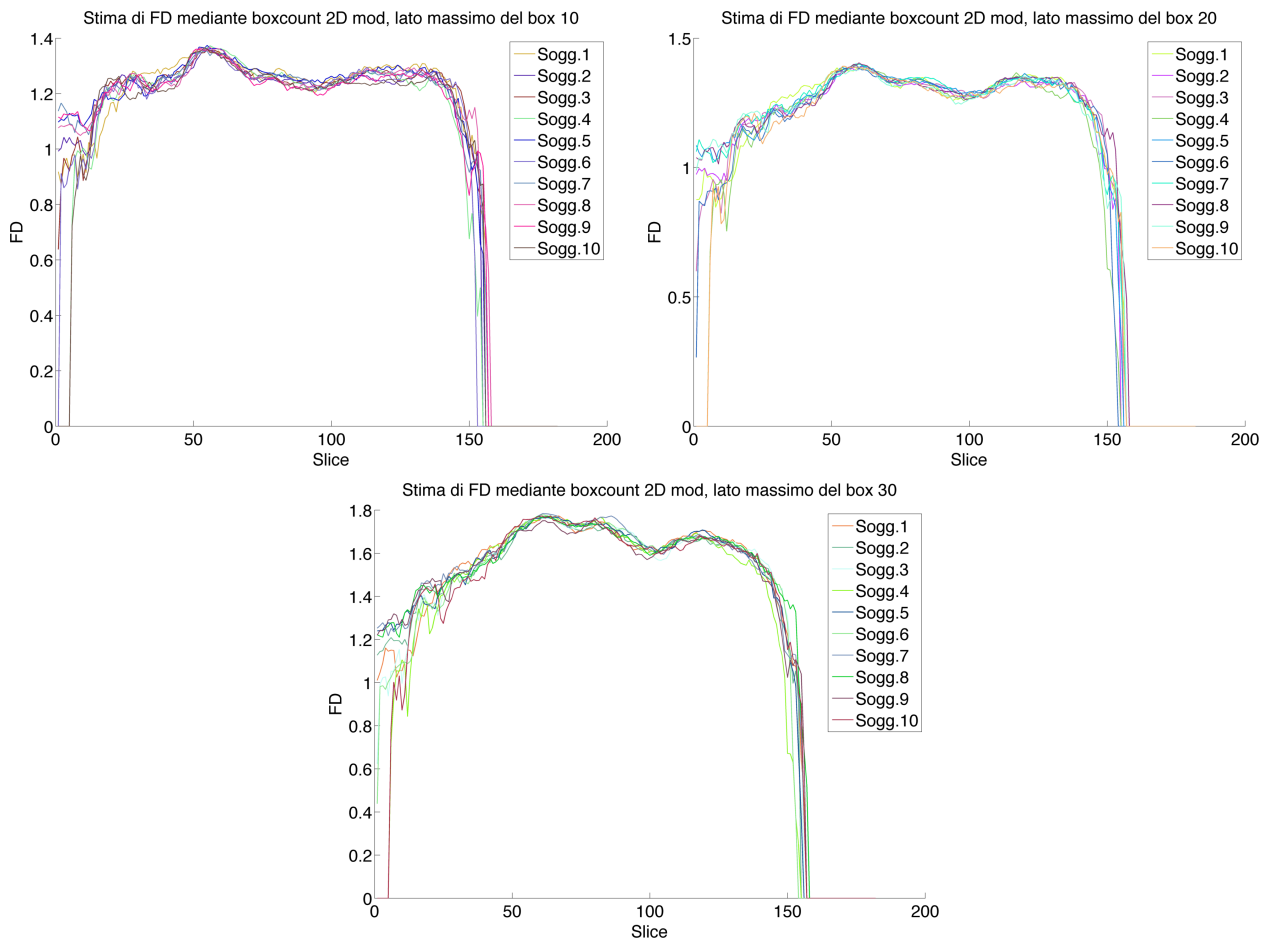 Stima di FD mediante boxcount 2D mod, lato massimo del box 10
1.4
1.2
1
0.8
0.6
0.4
0.2
0
FD
0 50 100 150 200
Slice
Sogg.1
Sogg.2
Sogg.3
Sogg.4
Sogg.5
Sogg.6
Sogg.7
Sogg.8
Sogg.9
Sogg.10
Stima di FD mediante boxcount 2D mod, lato massimo del box 20
1.5
1
0.5
0
FD
0 50 100 150 200
Slice
Sogg.1
Sogg.2
Sogg.3
Sogg.4
Sogg.5
Sogg.6
Sogg.7
Sogg.8
Sogg.9
Sogg.10
Stima di FD mediante boxcount 2D mod, lato massimo del box 30
1.8
1.6
1.4
1.2
1
0.8
0.6
0.4
0.2
0
FD
0 50 100 150 200
Slice
Sogg.1
Sogg.2
Sogg.3
Sogg.4
Sogg.5
Sogg.6
Sogg.7
Sogg.8
Sogg.9
Sogg.10